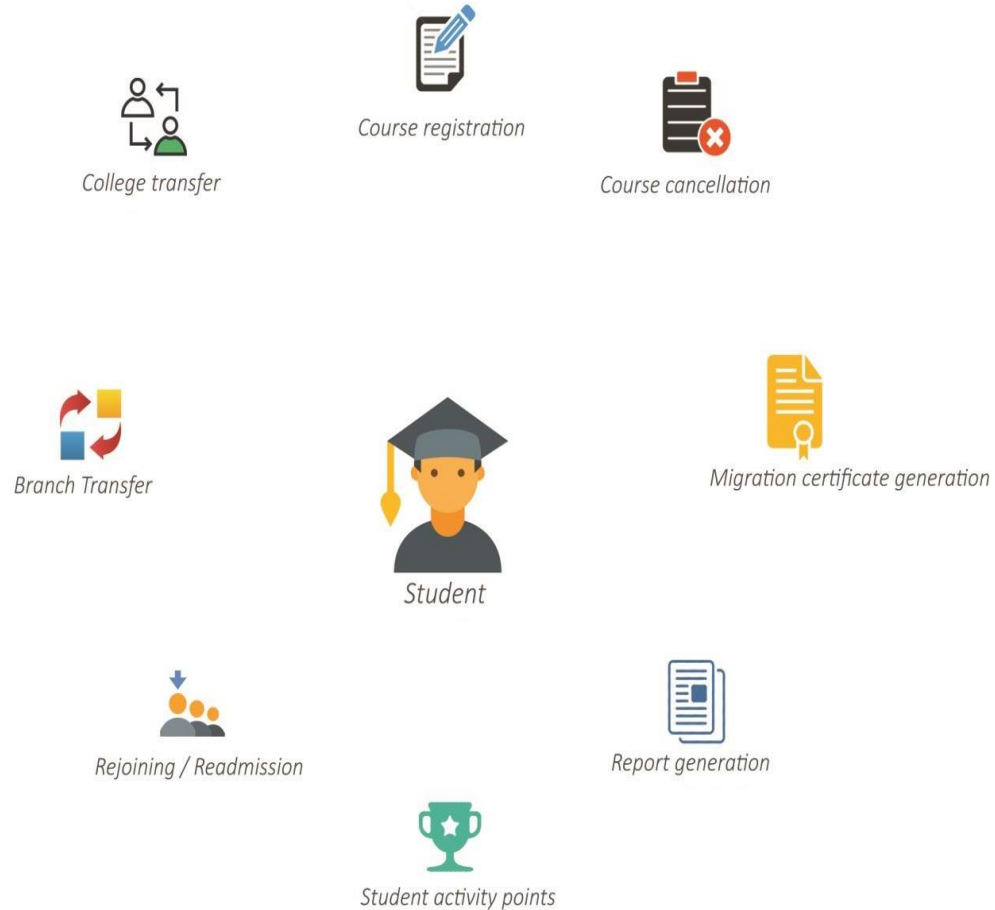 Course registration
College transfer
Course cancellation
Branch Transfer
Migration certificate generation
Student
Rejoining / Readmission
Report generation
Student activity points